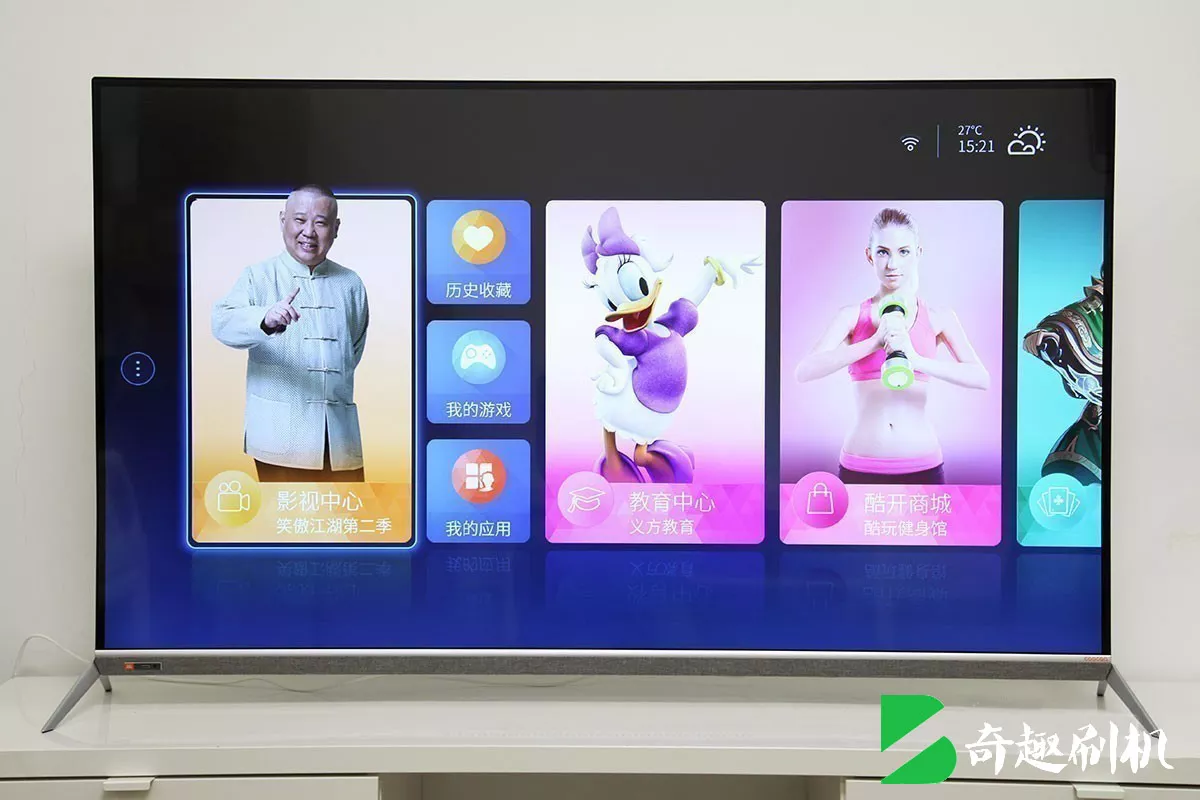 27°C
15:21
历史收藏
我的游戏
我的应用
影视中心
笑傲江湖第二季
教育中心
义方教育
酷开商城
酷玩健身馆
coocaa
奇趣刷机